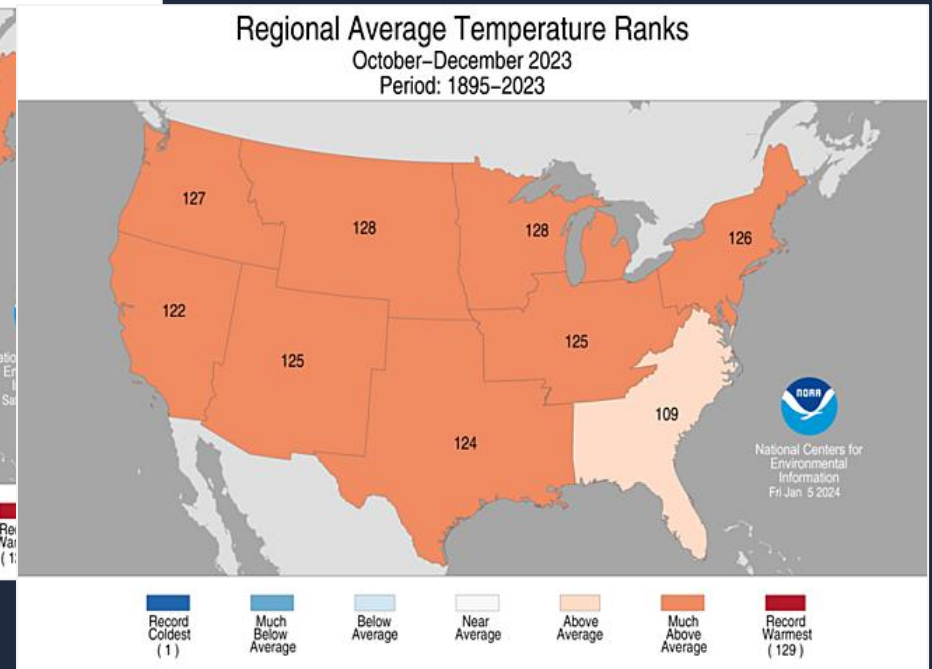 Regional Average Temperature Ranks
October–December 2023
Period: 1895–2023
127
128
128
126
122
125
125
109
124
NOAA
National Centers for
Environmental
Information
Fri Jan 5 2024
Record
Coldest
( 1 )
Much
Below
Average
Below
Average
Near
Average
Above
Average
Much
Above
Average
Record
Warmest
( 129 )